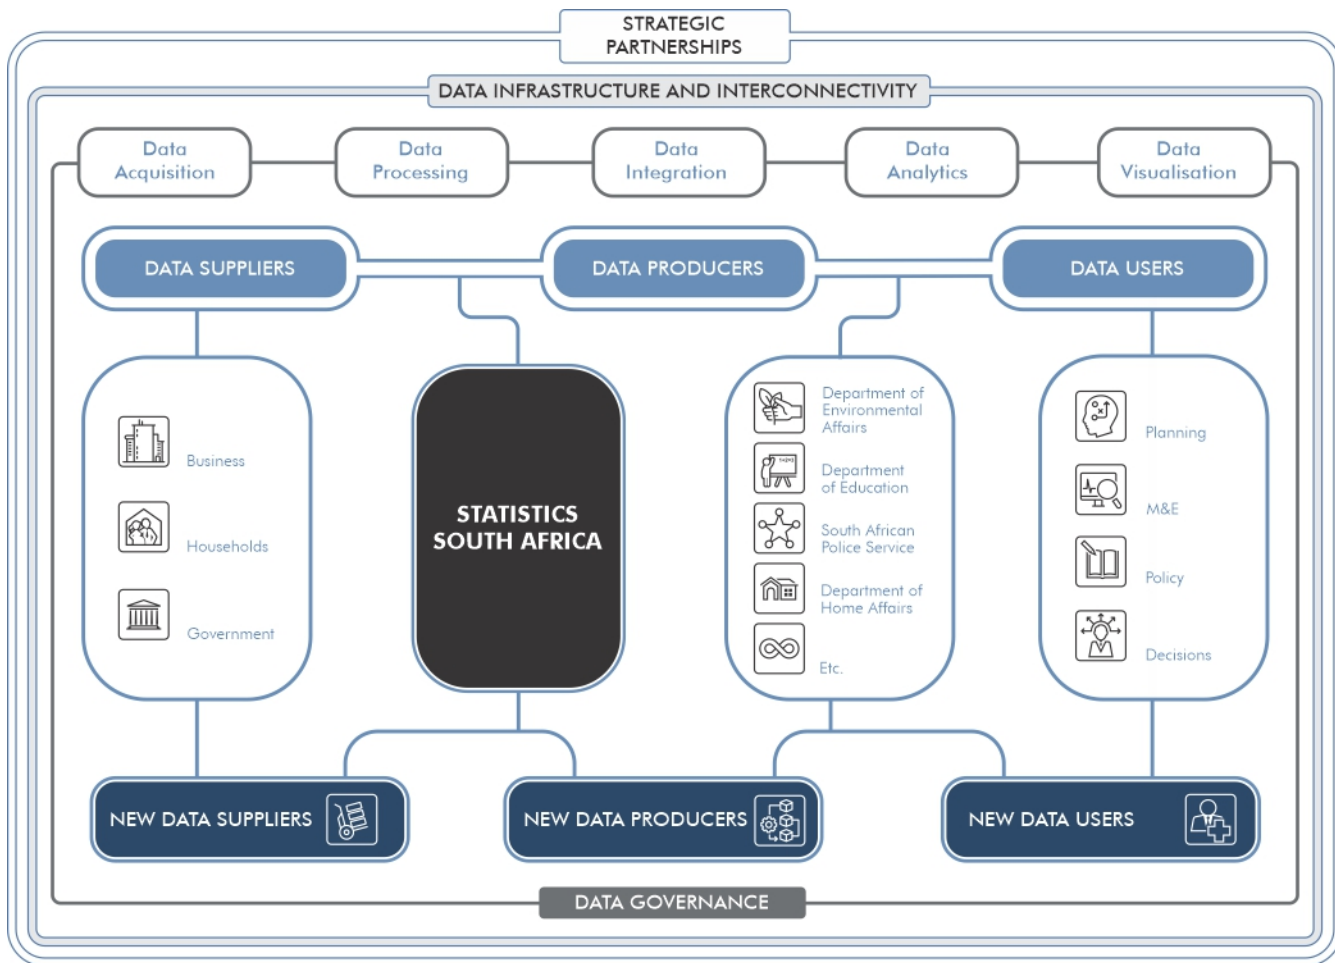 STRATEGIC
PARTNERSHIPS
DATA INFRASTRUCTURE AND INTERCONNECTIVITY
Data
Acquisition
Data
Processing
Data
Integration
Data
Analytics
Data
Visualisation
DATA SUPPLIERS
DATA PRODUCERS
DATA USERS
Business
Households
Government
STATISTICS
SOUTH AFRICA
Department of
Environmental
Affairs
Department
of Education
South African
Police Service
Department of
Home Affairs
Etc.
Planning
M&E
Policy
Decisions
NEW DATA SUPPLIERS
NEW DATA PRODUCERS
NEW DATA USERS
DATA GOVERNANCE